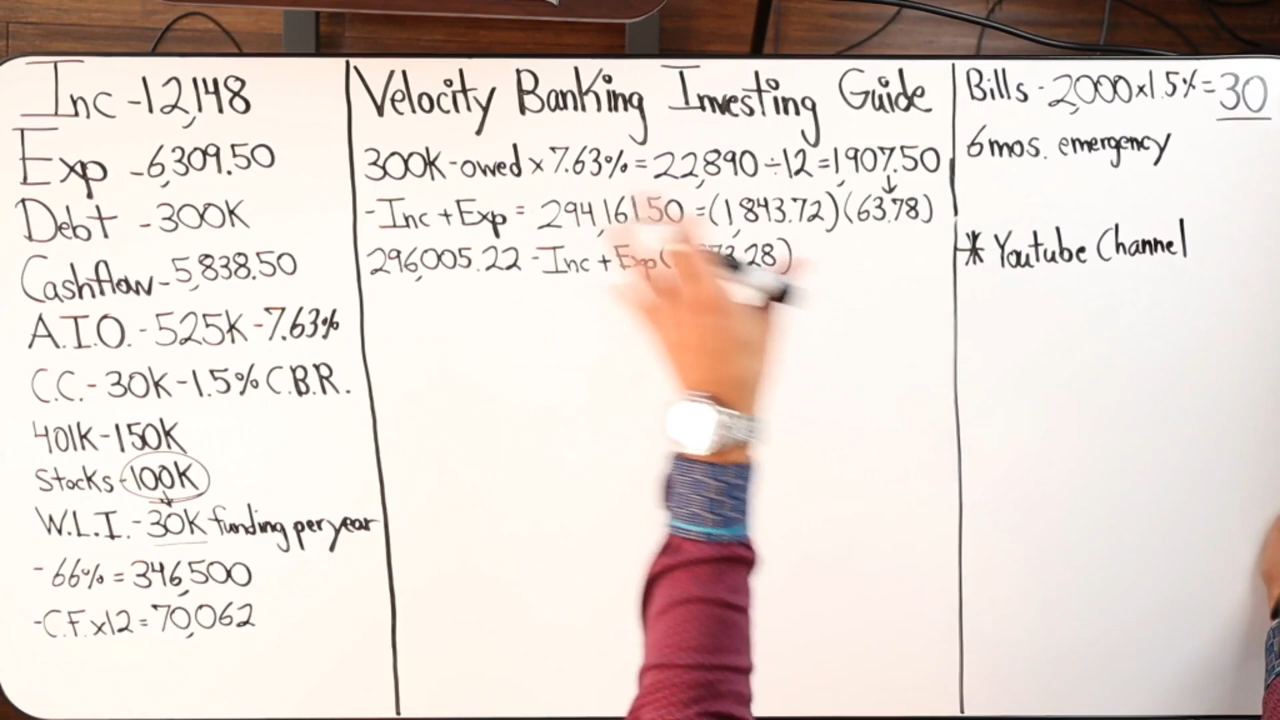 Inc - 12,148
Exp - 6,309.50
Debt - 300K
Cashflow - 5,838.50
A.I.O. - 525K - 7.63%
C.C. - 30K - 1.5% C.B.R.
401K - 150K
Stocks - 100K
W.L.I. - 30K funding per year
- 66% = 346,500
- C.F. x 12 = 70,062
Velocity Banking Investing Guide
300K - owed x 7.63% = 22,890 ÷ 12 = 1,907.50
- Inc + Exp = 294,161.50 = (1,843.72) (63.78)
296,005.22 - Inc + Exp
Bills - 2,000 x 1.5% = 30
6 mos. emergency
* Youtube Channel